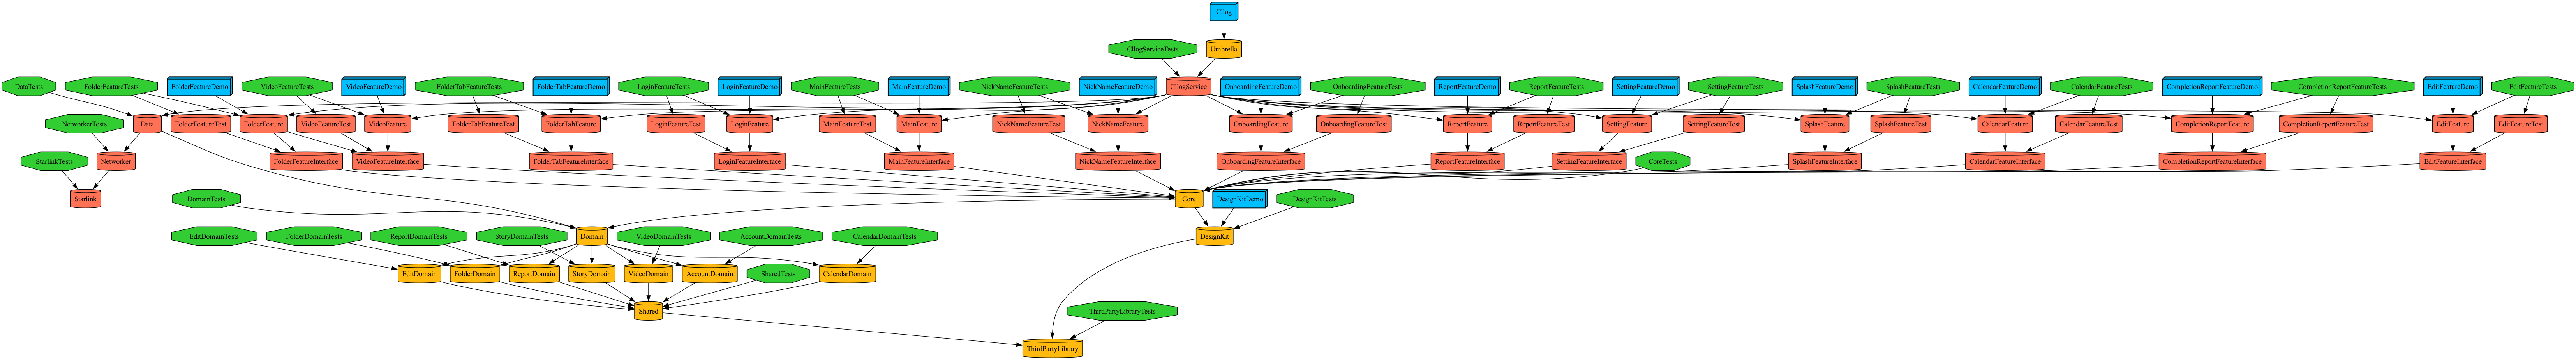 Cllog
CllogServiceTests
Umbrella
DataTests
FolderFeatureTests
FolderFeatureDemo
VideoFeatureTests
VideoFeatureDemo
FolderTabFeatureTests
FolderTabFeatureDemo
LoginFeatureTests
LoginFeatureDemo
MainFeatureTests
MainFeatureDemo
NickNameFeatureTests
NickNameFeatureDemo
CllogService
OnboardingFeatureDemo
OnboardingFeatureTests
ReportFeatureDemo
ReportFeatureTests
SettingFeatureDemo
SettingFeatureTests
SplashFeatureDemo
SplashFeatureTests
CalendarFeatureDemo
CalendarFeatureTests
CompletionReportFeatureDemo
CompletionReportFeatureTests
EditFeatureDemo
EditFeatureTests
NetworkerTests
Data
FolderFeatureTest
FolderFeature
VideoFeatureTest
VideoFeature
FolderTabFeatureTest
FolderTabFeature
LoginFeatureTest
LoginFeature
MainFeatureTest
MainFeature
NickNameFeatureTest
NickNameFeature
OnboardingFeature
OnboardingFeatureTest
ReportFeature
ReportFeatureTest
SettingFeature
SettingFeatureTest
SplashFeature
SplashFeatureTest
CalendarFeature
CalendarFeatureTest
CompletionReportFeature
CompletionReportFeatureTest
EditFeature
EditFeatureTest
StarlinkTests
Networker
FolderFeatureInterface
VideoFeatureInterface
FolderTabFeatureInterface
LoginFeatureInterface
MainFeatureInterface
NickNameFeatureInterface
OnboardingFeatureInterface
ReportFeatureInterface
SettingFeatureInterface
CoreTests
SplashFeatureInterface
CalendarFeatureInterface
CompletionReportFeatureInterface
EditFeatureInterface
Starlink
DomainTests
Core
DesignKitDemo
DesignKitTests
EditDomainTests
FolderDomainTests
ReportDomainTests
StoryDomainTests
Domain
VideoDomainTests
AccountDomainTests
CalendarDomainTests
DesignKit
EditDomain
FolderDomain
ReportDomain
StoryDomain
VideoDomain
AccountDomain
SharedTests
CalendarDomain
Shared
ThirdPartyLibraryTests
ThirdPartyLibrary